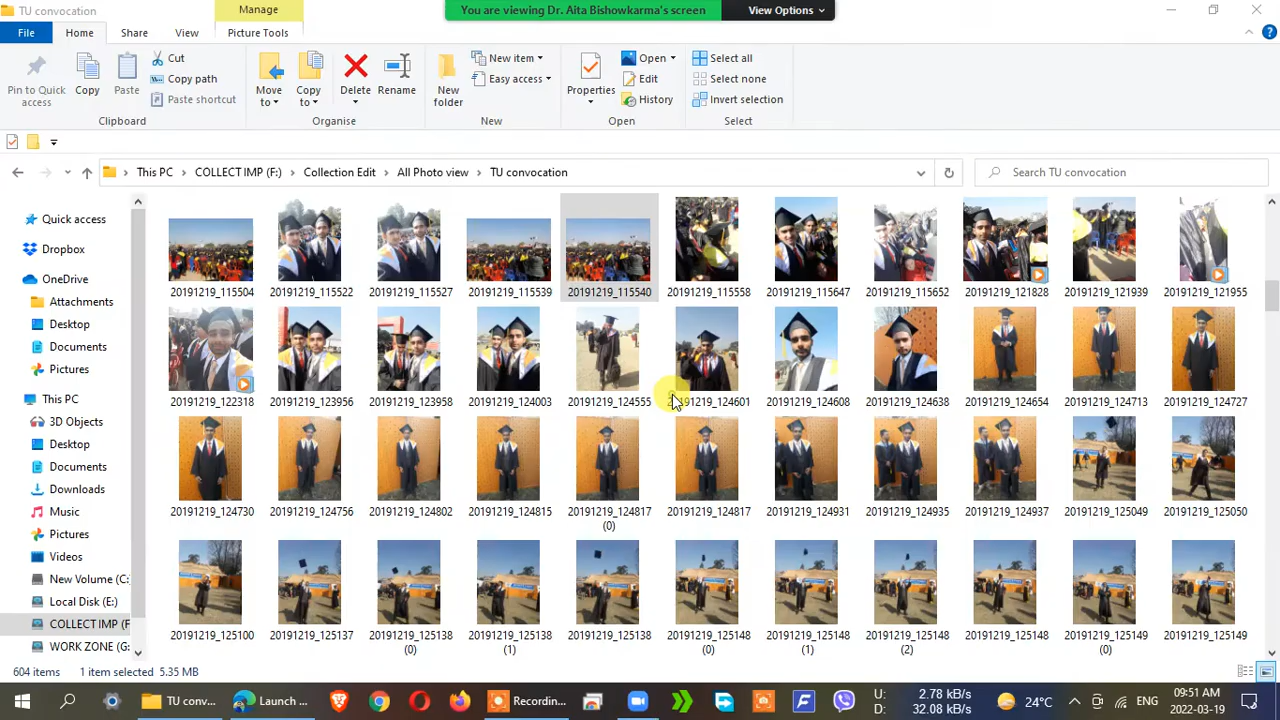 TU convocation
Manage
You are viewing Dr. Aita Bishowkarma's screen
View Options
File
Home
Share
View
Picture Tools
Pin to Quick access
Copy
Paste
Cut
Copy path
Paste shortcut
Clipboard
Move to
Copy to
Delete
Rename
Organise
New folder
New item
Easy access
New
Properties
Open
Edit
History
Open
Select all
Select none
Invert selection
Select
This PC
COLLECT IMP (F:)
Collection Edit
All Photo view
TU convocation
Search TU convocation
Quick access
Dropbox
OneDrive
Attachments
Desktop
Documents
Pictures
This PC
3D Objects
Desktop
Documents
Downloads
Music
Pictures
Videos
New Volume (C:
Local Disk (E:)
COLLECT IMP (F
WORK ZONE (G:
20191219_115504
20191219_115522
20191219_115527
20191219_115539
20191219_115540
20191219_115558
20191219_115647
20191219_115652
20191219_121828
20191219_121939
20191219_121955
20191219_122318
20191219_123956
20191219_123958
20191219_124003
20191219_124555
20191219_124601
20191219_124608
20191219_124638
20191219_124654
20191219_124713
20191219_124727
20191219_124730
20191219_124756
20191219_124802
20191219_124815
20191219_124817
(0)
20191219_124817
20191219_124931
20191219_124935
20191219_124937
20191219_125049
20191219_125050
20191219_125100
20191219_125137
20191219_125138
(0)
20191219_125138
(1)
20191219_125138
20191219_125148
(0)
20191219_125148
(1)
20191219_125148
(2)
20191219_125148
20191219_125149
(0)
20191219_125149
604 items
1 item selected 5.35 MB
TU conv...
Launch ...
Recording...
U: 2.78 kB/s
D: 32.08 kB/s
24°C
ENG
09:51 AM
2022-03-19